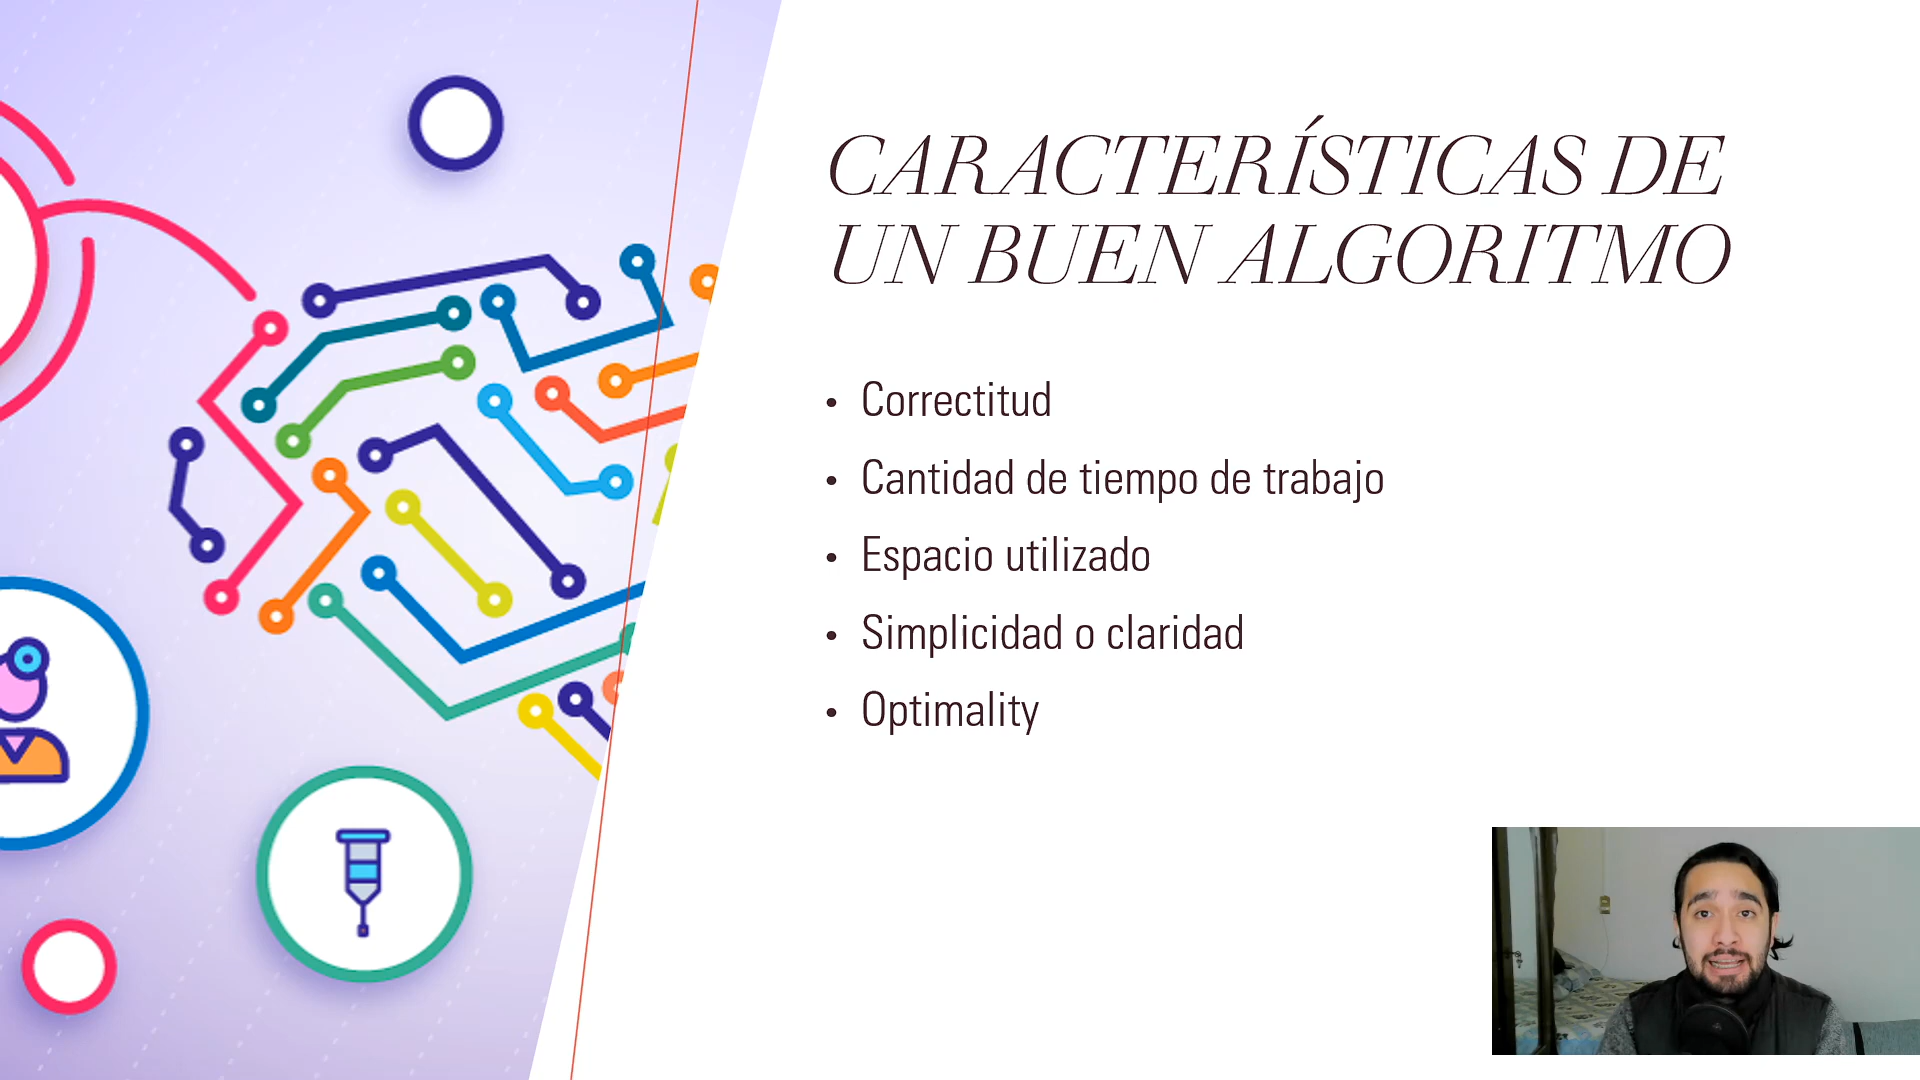 CARACTERÍSTICAS DE
UN BUEN ALGORITMO
• Correctitud
• Cantidad de tiempo de trabajo
• Espacio utilizado
• Simplicidad o claridad
• Optimality